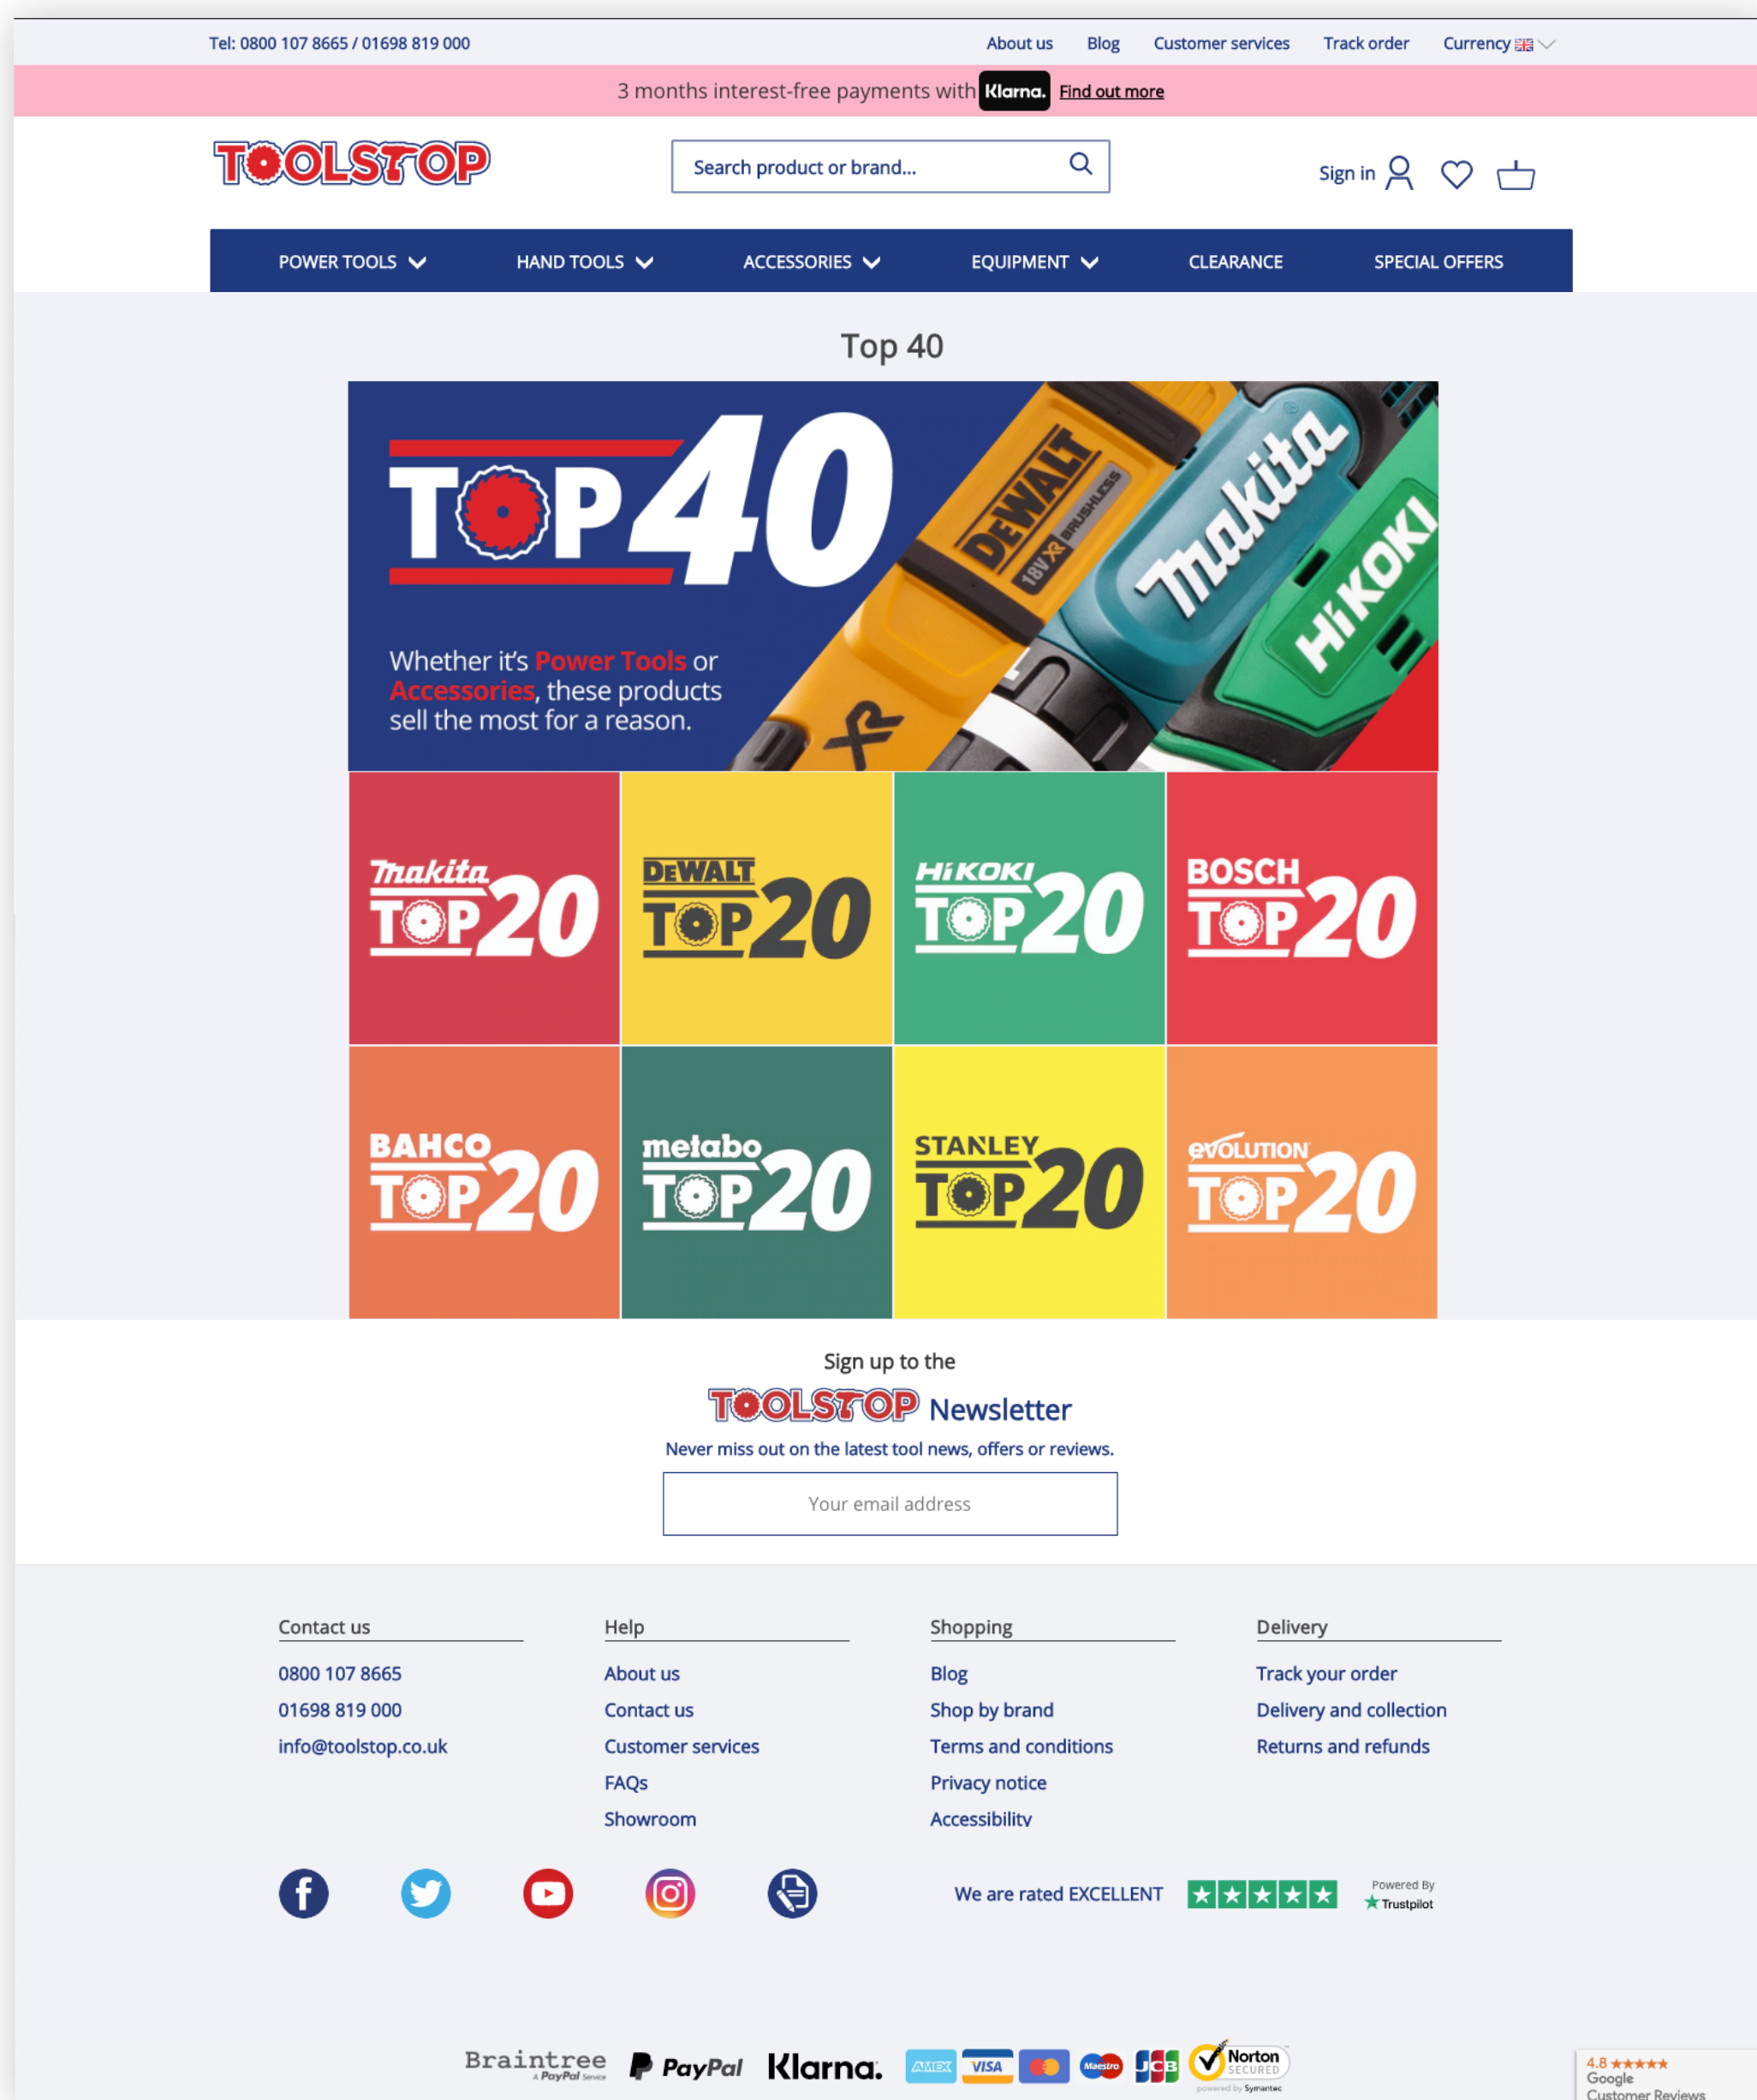 Tel: 0800 107 8665 / 01698 819 000
About us Blog Customer services Track order Currency
3 months interest-free payments with Klarna. Find out more
TOOLSTOP
Search product or brand...
Sign in
POWER TOOLS HAND TOOLS ACCESSORIES EQUIPMENT CLEARANCE SPECIAL OFFERS
Top 40
TOP 40
DEWALT
18V XR BRUSHLESS
XR
makita
HiKOKI
Whether it's Power Tools or
Accessories, these products
sell the most for a reason.
makita
TOP 20
DEWALT
TOP 20
HiKOKI
TOP 20
BOSCH
TOP 20
BAHCO
TOP 20
metabo
TOP 20
STANLEY
TOP 20
evolution
TOP 20
Sign up to the
TOOLSTOP Newsletter
Never miss out on the latest tool news, offers or reviews.
Your email address
Contact us
0800 107 8665
01698 819 000
info@toolstop.co.uk
Help
About us
Contact us
Customer services
FAQs
Showroom
Shopping
Blog
Shop by brand
Terms and conditions
Privacy notice
Accessibility
Delivery
Track your order
Delivery and collection
Returns and refunds
We are rated EXCELLENT
Powered By
Trustpilot
Braintree
A PayPal Service
PayPal
Klarna.
AMEX
VISA
Maestro
JCB
Norton
SECURED
powered by Symantec
4.8
Google
Customer Reviews